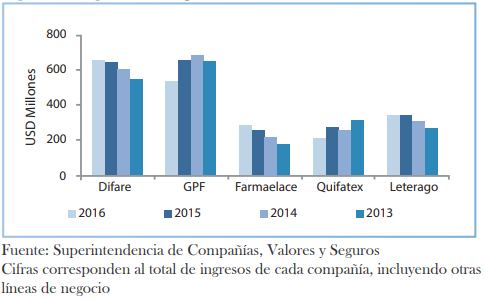 800
600
400
200
0
USD Millones
Difare GPF Farmaelace Quifatex Leterago
2016 2015 2014 2013
Fuente: Superintendencia de Compañías, Valores y Seguros
Cifras corresponden al total de ingresos de cada compañía, incluyendo otras
líneas de negocio